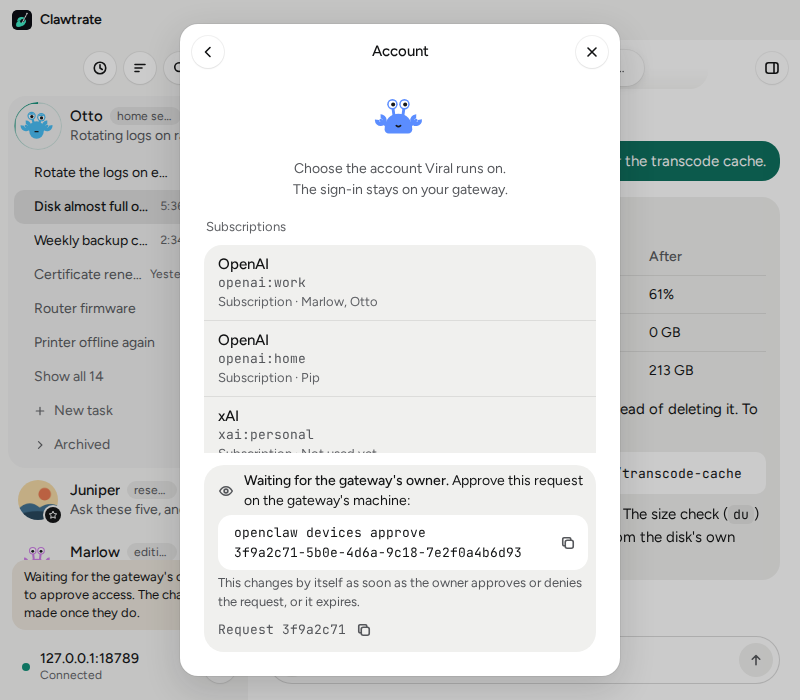 Clawtrate
Account
Otto
home se...
Rotating logs on r
Rotate the logs on e...
Disk almost full o...
5:36
Weekly backup c...
2:34
Certificate rene...
Yeste
Router firmware
Printer offline again
Show all 14
+ New task
Archived
Juniper
rese...
Ask these five, an
Marlow
editi...
Waiting for the gateway's
to approve access. The cha
made once they do.
127.0.0.1:18789
Connected
Choose the account Viral runs on.
The sign-in stays on your gateway.
Subscriptions
OpenAI
openai:work
Subscription · Marlow, Otto
OpenAI
openai:home
Subscription · Pip
xAI
xai:personal
Subscription · Not used yet
Waiting for the gateway's owner. Approve this request
on the gateway's machine:
openclaw devices approve
3f9a2c71-5b0e-4d6a-9c18-7e2f0a4b6d93
This changes by itself as soon as the owner approves or denies
the request, or it expires.
Request 3f9a2c71
the transcode cache.
After
61%
0 GB
213 GB
ead of deleting it. To
/transcode-cache
The size check ( du )
om the disk's own